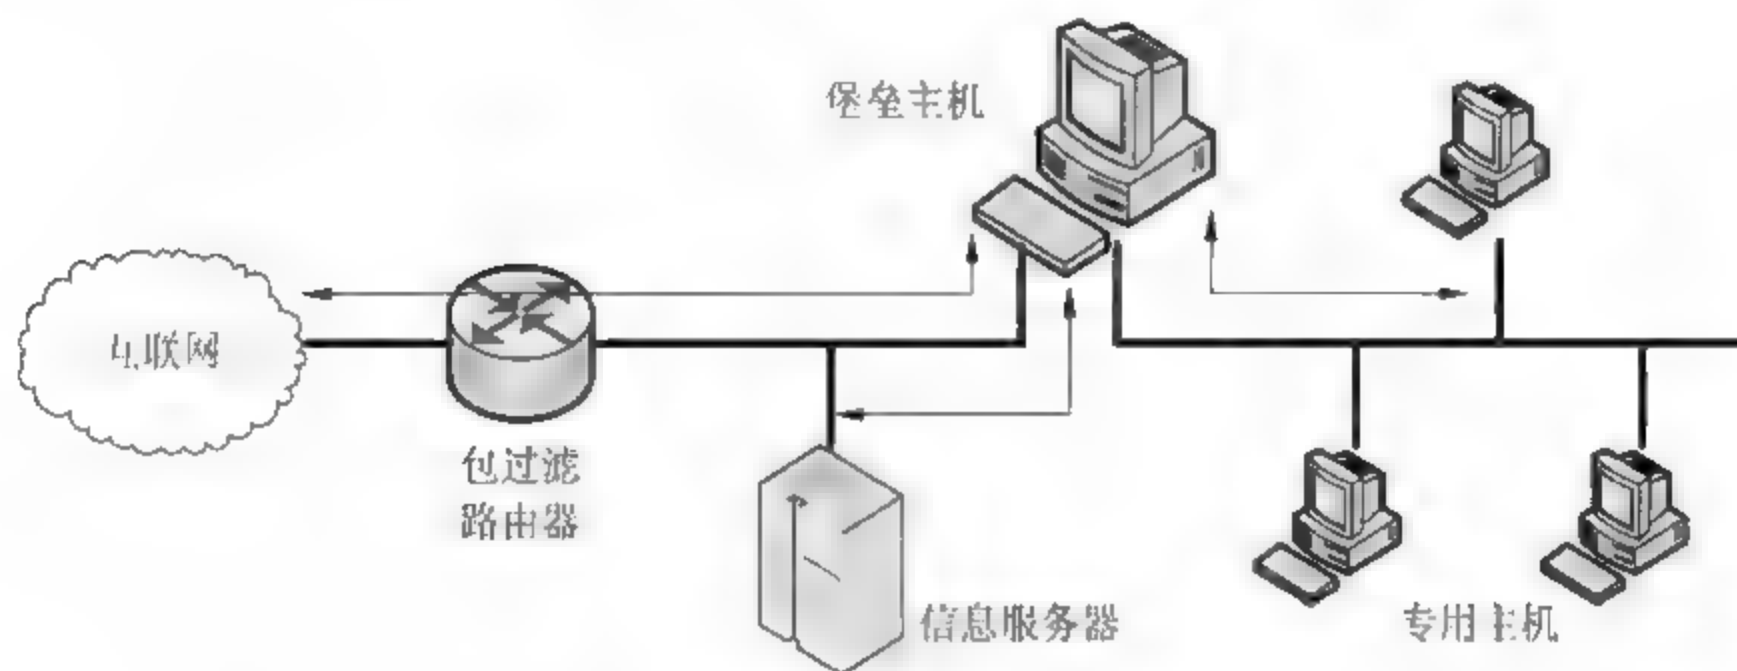 堡垒主机
互联网
包过滤
路由器
信息服务器
专用主机